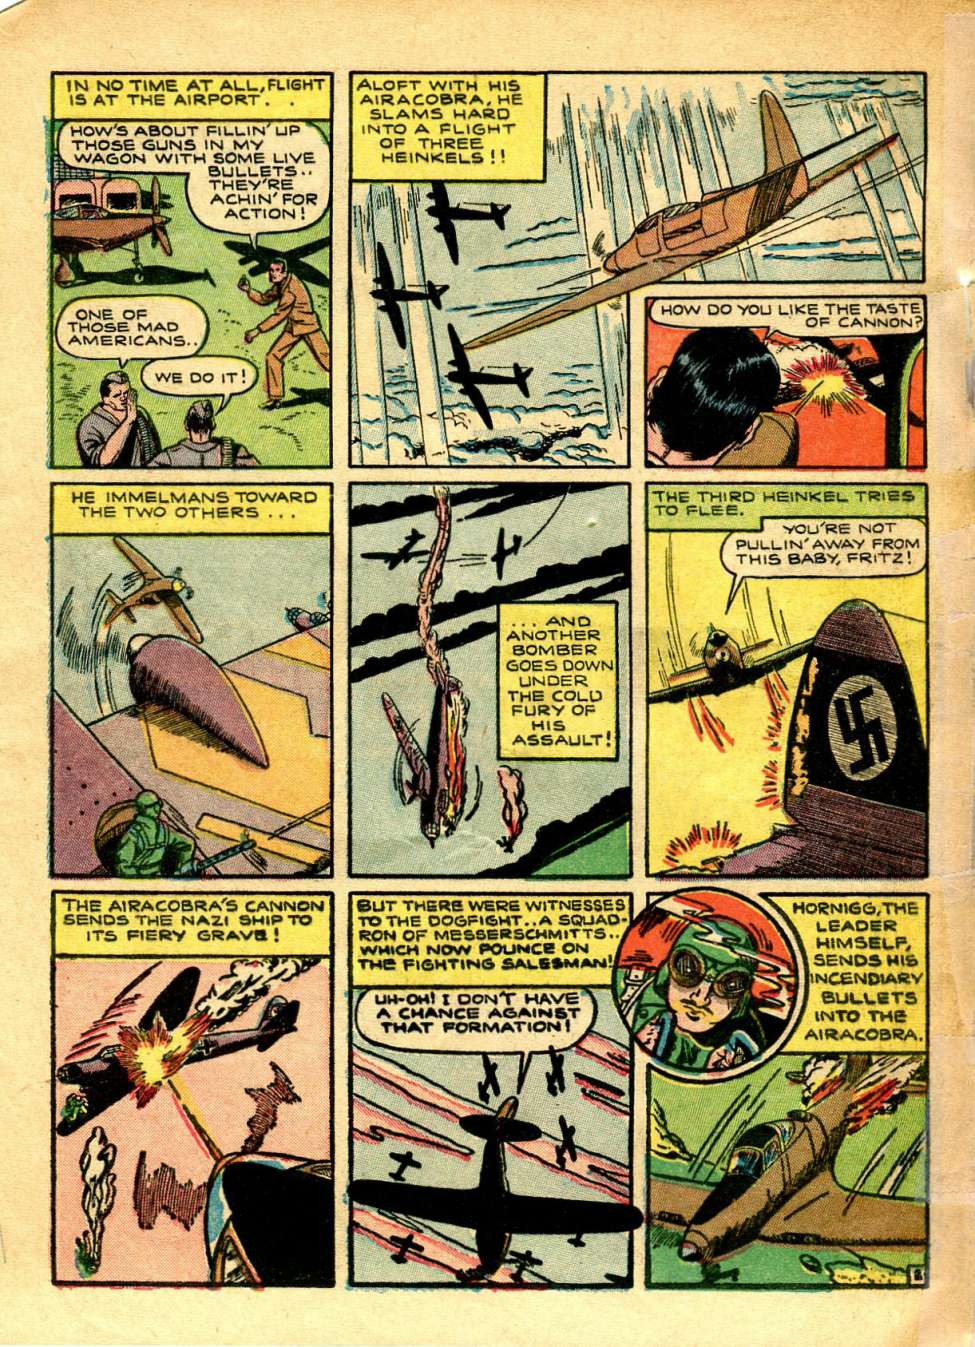 IN NO TIME AT ALL, FLIGHT
IS AT THE AIRPORT. . .
HOW'S ABOUT FILLIN' UP
THOSE GUNS IN MY
WAGON WITH SOME LIVE
BULLETS..
THEY'RE
ACHIN' FOR
ACTION!
ONE OF
THOSE MAD
AMERICANS..
WE DO IT!
ALOFT WITH HIS
AIRACOBRA, HE
SLAMS HARD
INTO A FLIGHT
OF THREE
HEINKELS!!
HOW DO YOU LIKE THE TASTE
OF CANNON?
HE IMMELMANS TOWARD
THE TWO OTHERS ...
... AND
ANOTHER
BOMBER
GOES DOWN
UNDER
THE COLD
FURY OF
HIS
ASSAULT!
THE THIRD HEINKEL TRIES
TO FLEE.
YOU'RE NOT
PULLIN' AWAY FROM
THIS BABY, FRITZ!
THE AIRACOBRA'S CANNON
SENDS THE NAZI SHIP TO
ITS FIERY GRAVE!
BUT THERE WERE WITNESSES
TO THE DOGFIGHT.. A SQUAD-
RON OF MESSERSCHMITTS..
WHICH NOW POUNCE ON
THE FIGHTING SALESMAN!
UH-OH! I DON'T HAVE
A CHANCE AGAINST
THAT FORMATION!
HORNIGG, THE
LEADER
HIMSELF,
SENDS HIS
INCENDIARY
BULLETS
INTO THE
AIRACOBRA.